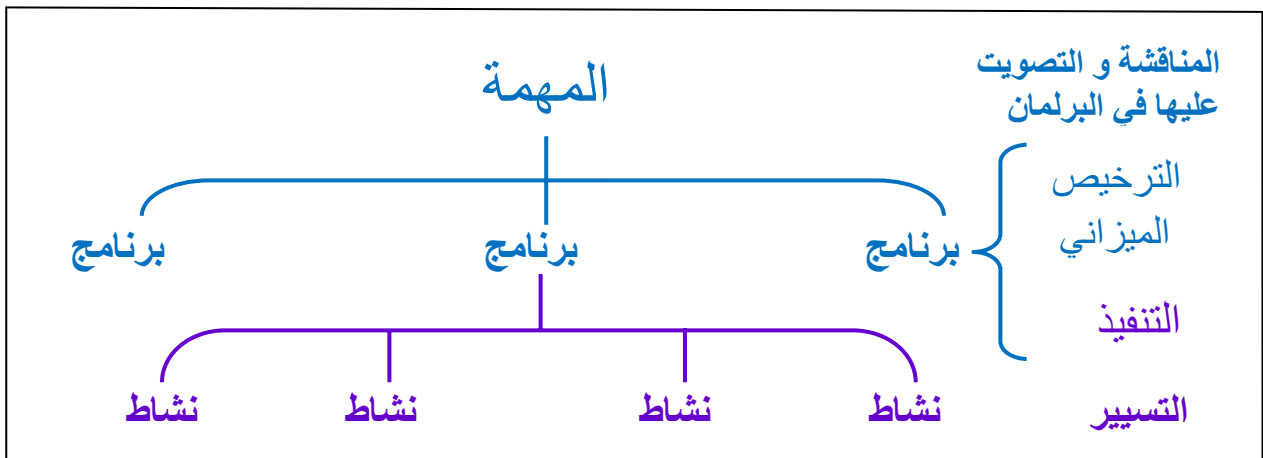 المناقشة و التصويت
عليها في البرلمان
المهمة
الترخيص
الميزاني
برنامج
برنامج
برنامج
التنفيذ
التسيير
نشاط
نشاط
نشاط
نشاط